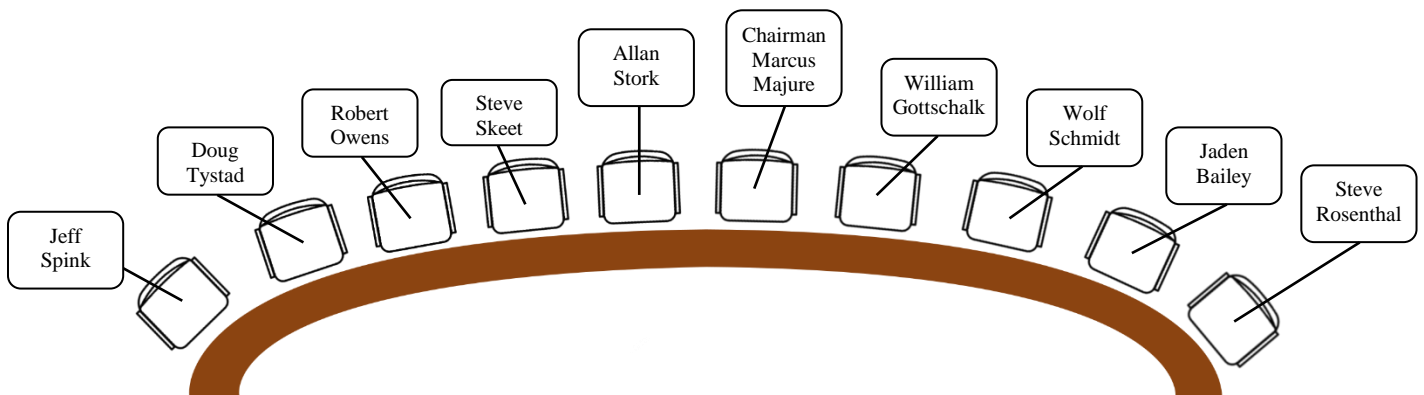 Jeff
Spink
Doug
Tystad
Robert
Owens
Steve
Skeet
Allan
Stork
Chairman
Marcus
Majure
William
Gottschalk
Wolf
Schmidt
Jaden
Bailey
Steve
Rosenthal